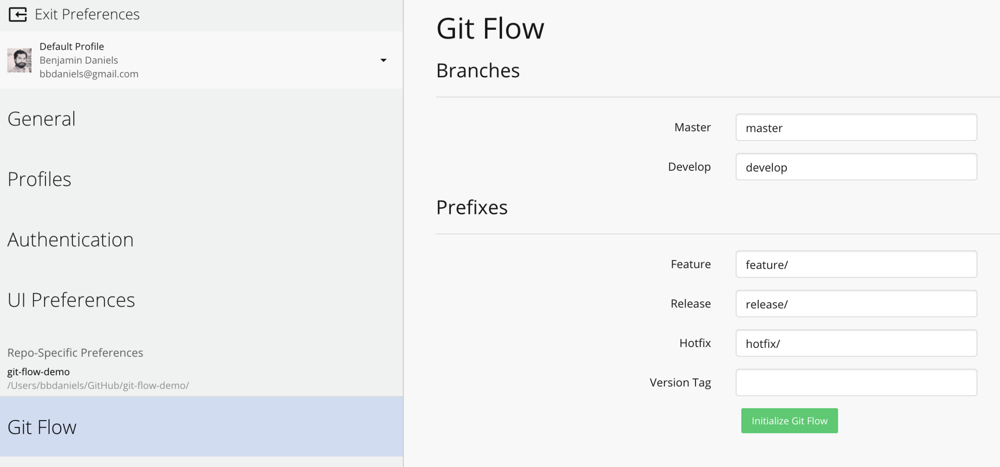 Exit Preferences
Default Profile
Benjamin Daniels
bbdaniels@gmail.com
General
Profiles
Authentication
UI Preferences
Repo-Specific Preferences
git-flow-demo
/Users/bbdaniels/GitHub/git-flow-demo/
Git Flow
Git Flow
Branches
Master master
Develop develop
Prefixes
Feature feature/
Release release/
Hotfix hotfix/
Version Tag
Initialize Git Flow